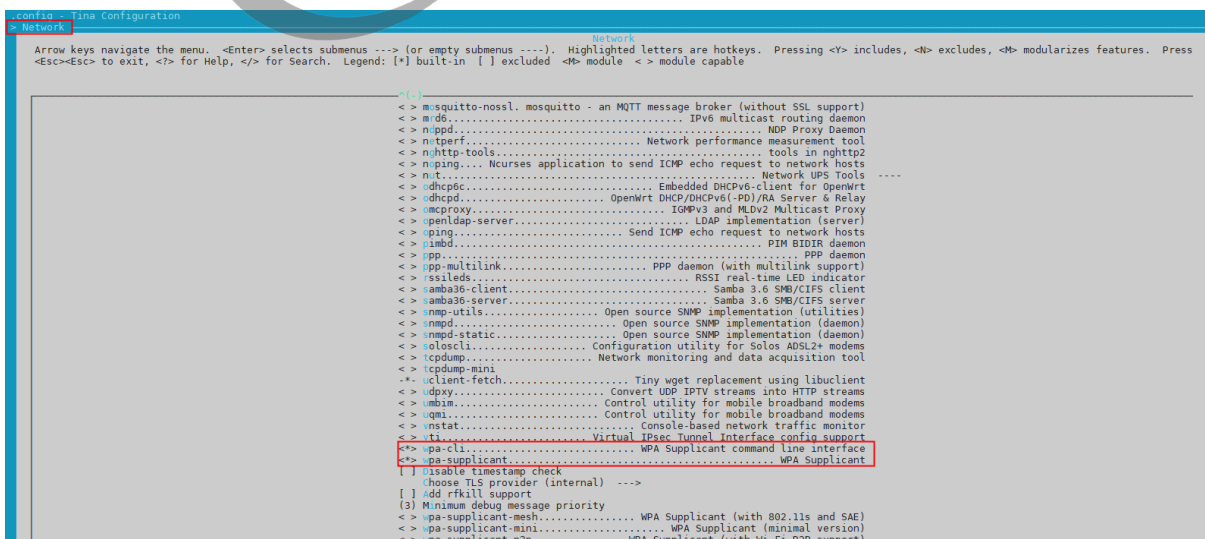 .config - Tina Configuration
> Network
Network
Arrow keys navigate the menu.  <Enter> selects submenus ---> (or empty submenus ----).  Highlighted letters are hotkeys.  Pressing <Y> includes, <N> excludes, <M> modularizes features.  Press
<Esc><Esc> to exit, <?> for Help, </> for Search.  Legend: [*] built-in  [ ] excluded  <M> module  < > module capable
^(-)
< > mosquitto-nossl. mosquitto - an MQTT message broker (without SSL support)
< > mrd6...................................... IPv6 multicast routing daemon
< > ndppd.................................................. NDP Proxy Daemon
< > netperf............................. Network performance measurement tool
< > nghttp-tools............................................ tools in nghttp2
< > noping.... Ncurses application to send ICMP echo request to network hosts
< > nut.................................................. Network UPS Tools  ----
< > odhcp6c............................... Embedded DHCPv6-client for OpenWrt
< > odhcpd........................ OpenWrt DHCP/DHCPv6(-PD)/RA Server & Relay
< > omcproxy................................ IGMPv3 and MLDv2 Multicast Proxy
< > openldap-server............................. LDAP implementation (server)
< > oping............................ Send ICMP echo request to network hosts
< > pimbd................................................... PIM BIDIR daemon
< > ppp........................................................... PPP daemon
< > ppp-multilink........................ PPP daemon (with multilink support)
< > rssileds..................................... RSSI real-time LED indicator
< > samba36-client................................. Samba 3.6 SMB/CIFS client
< > samba36-server................................. Samba 3.6 SMB/CIFS server
< > snmp-utils................... Open source SNMP implementation (utilities)
< > snmpd........................... Open source SNMP implementation (daemon)
< > snmpd-static.................... Open source SNMP implementation (daemon)
< > soloscli................... Configuration utility for Solos ADSL2+ modems
< > tcpdump..................... Network monitoring and data acquisition tool
< > tcpdump-mini
-*- uclient-fetch..................... Tiny wget replacement using libuclient
< > udpxy......................... Convert UDP IPTV streams into HTTP streams
< > umbim........................ Control utility for mobile broadband modems
< > uqmi......................... Control utility for mobile broadband modems
< > vnstat............................. Console-based network traffic monitor
< > vti........................ Virtual IPsec Tunnel Interface config support
<*> wpa-cli............................ WPA Supplicant command line interface
<*> wpa-supplicant............................................ WPA Supplicant
[ ] Disable timestamp check
Choose TLS provider (internal)  --->
[ ] Add rfkill support
(3) Minimum debug message priority
< > wpa-supplicant-mesh................ WPA Supplicant (with 802.11s and SAE)
< > wpa-supplicant-mini..................... WPA Supplicant (minimal version)
< > wpa-supplicant-p2p................ WPA Supplicant (with Wi-Fi P2P support)